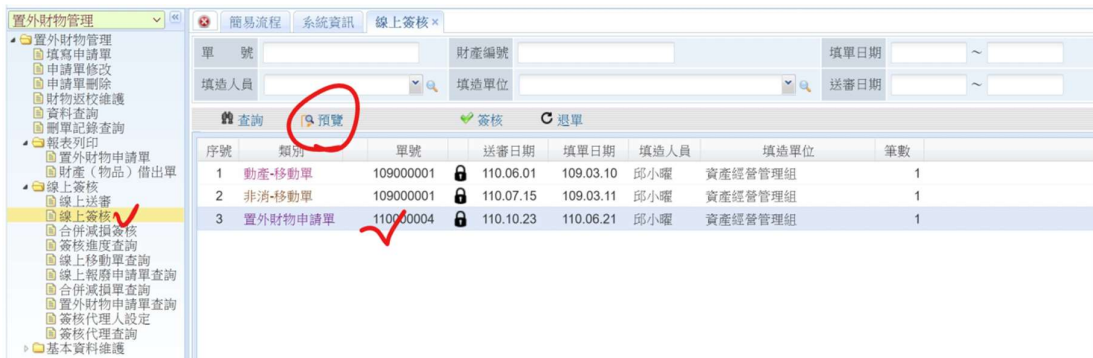 置外財物管理
置外財物管理
填寫申請單
申請單修改
申請單刪除
財物返校維護
資料查詢
刪單記錄查詢
報表列印
置外財物申請單
財產（物品）借出單
線上簽核
線上送審
線上簽核
合併減損簽核
簽核進度查詢
線上移動單查詢
線上報廢申請單查詢
合併減損單查詢
置外財物申請單查詢
簽核代理人設定
簽核代理查詢
基本資料維護
簡易流程 系統資訊 線上簽核 ×
單 號 財產編號 填單日期 ~
填造人員 填造單位 送審日期 ~
查詢 預覽 簽核 退單
序號 類別 單號 送審日期 填單日期 填造人員 填造單位 筆數
1 動產-移動單 109000001 110.06.01 109.03.10 邱小曜 資產經營管理組 1
2 非消-移動單 109000001 110.07.15 109.03.11 邱小曜 資產經營管理組 1
3 置外財物申請單 110000004 110.10.23 110.06.21 邱小曜 資產經營管理組 1